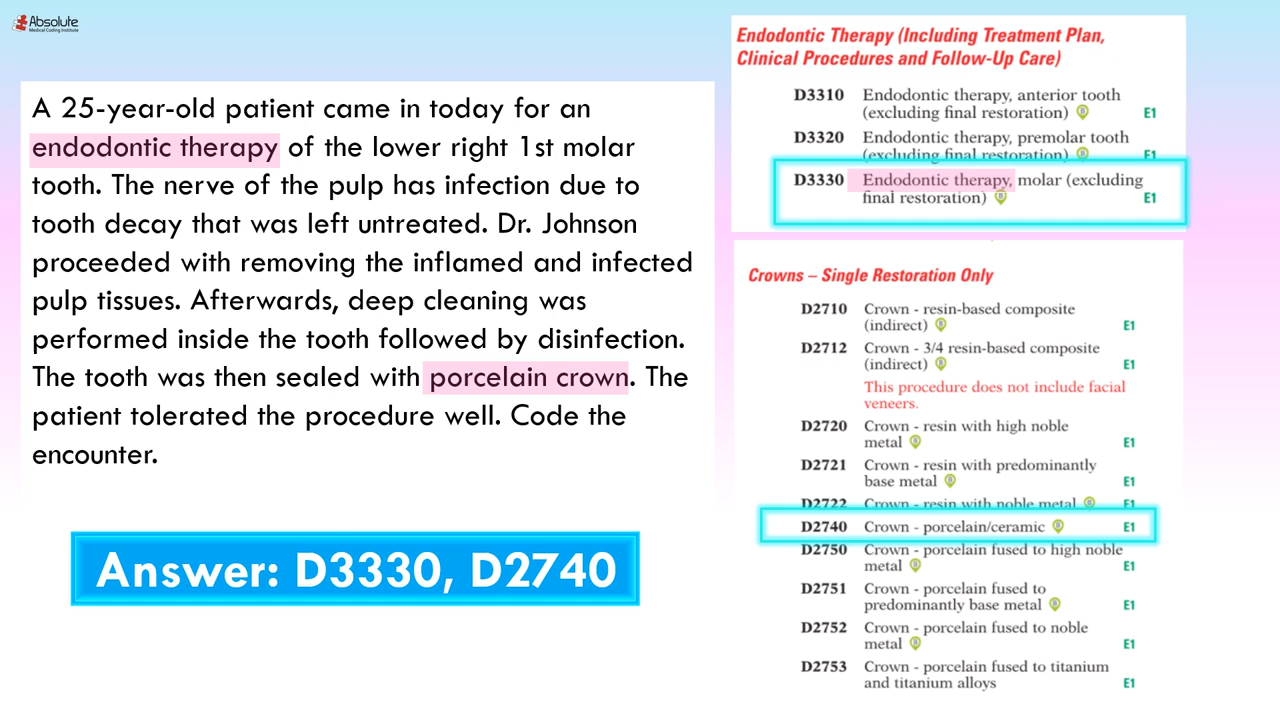 Absolute
Medical Coding Institute
A 25-year-old patient came in today for an
endodontic therapy of the lower right 1st molar
tooth. The nerve of the pulp has infection due to
tooth decay that was left untreated. Dr. Johnson
proceeded with removing the inflamed and infected
pulp tissues. Afterwards, deep cleaning was
performed inside the tooth followed by disinfection.
The tooth was then sealed with porcelain crown. The
patient tolerated the procedure well. Code the
encounter.
Answer: D3330, D2740
Endodontic Therapy (Including Treatment Plan,
Clinical Procedures and Follow-Up Care)
D3310 Endodontic therapy, anterior tooth
(excluding final restoration) E1
D3320 Endodontic therapy, premolar tooth
(excluding final restoration) E1
D3330 Endodontic therapy, molar (excluding
final restoration) E1
Crowns – Single Restoration Only
D2710 Crown - resin-based composite
(indirect) E1
D2712 Crown - 3/4 resin-based composite
(indirect) E1
This procedure does not include facial
veneers.
D2720 Crown - resin with high noble
metal E1
D2721 Crown - resin with predominantly
base metal E1
D2722 Crown - resin with noble metal E1
D2740 Crown - porcelain/ceramic E1
D2750 Crown - porcelain fused to high noble
metal E1
D2751 Crown - porcelain fused to
predominantly base metal E1
D2752 Crown - porcelain fused to noble
metal E1
D2753 Crown - porcelain fused to titanium
and titanium alloys E1